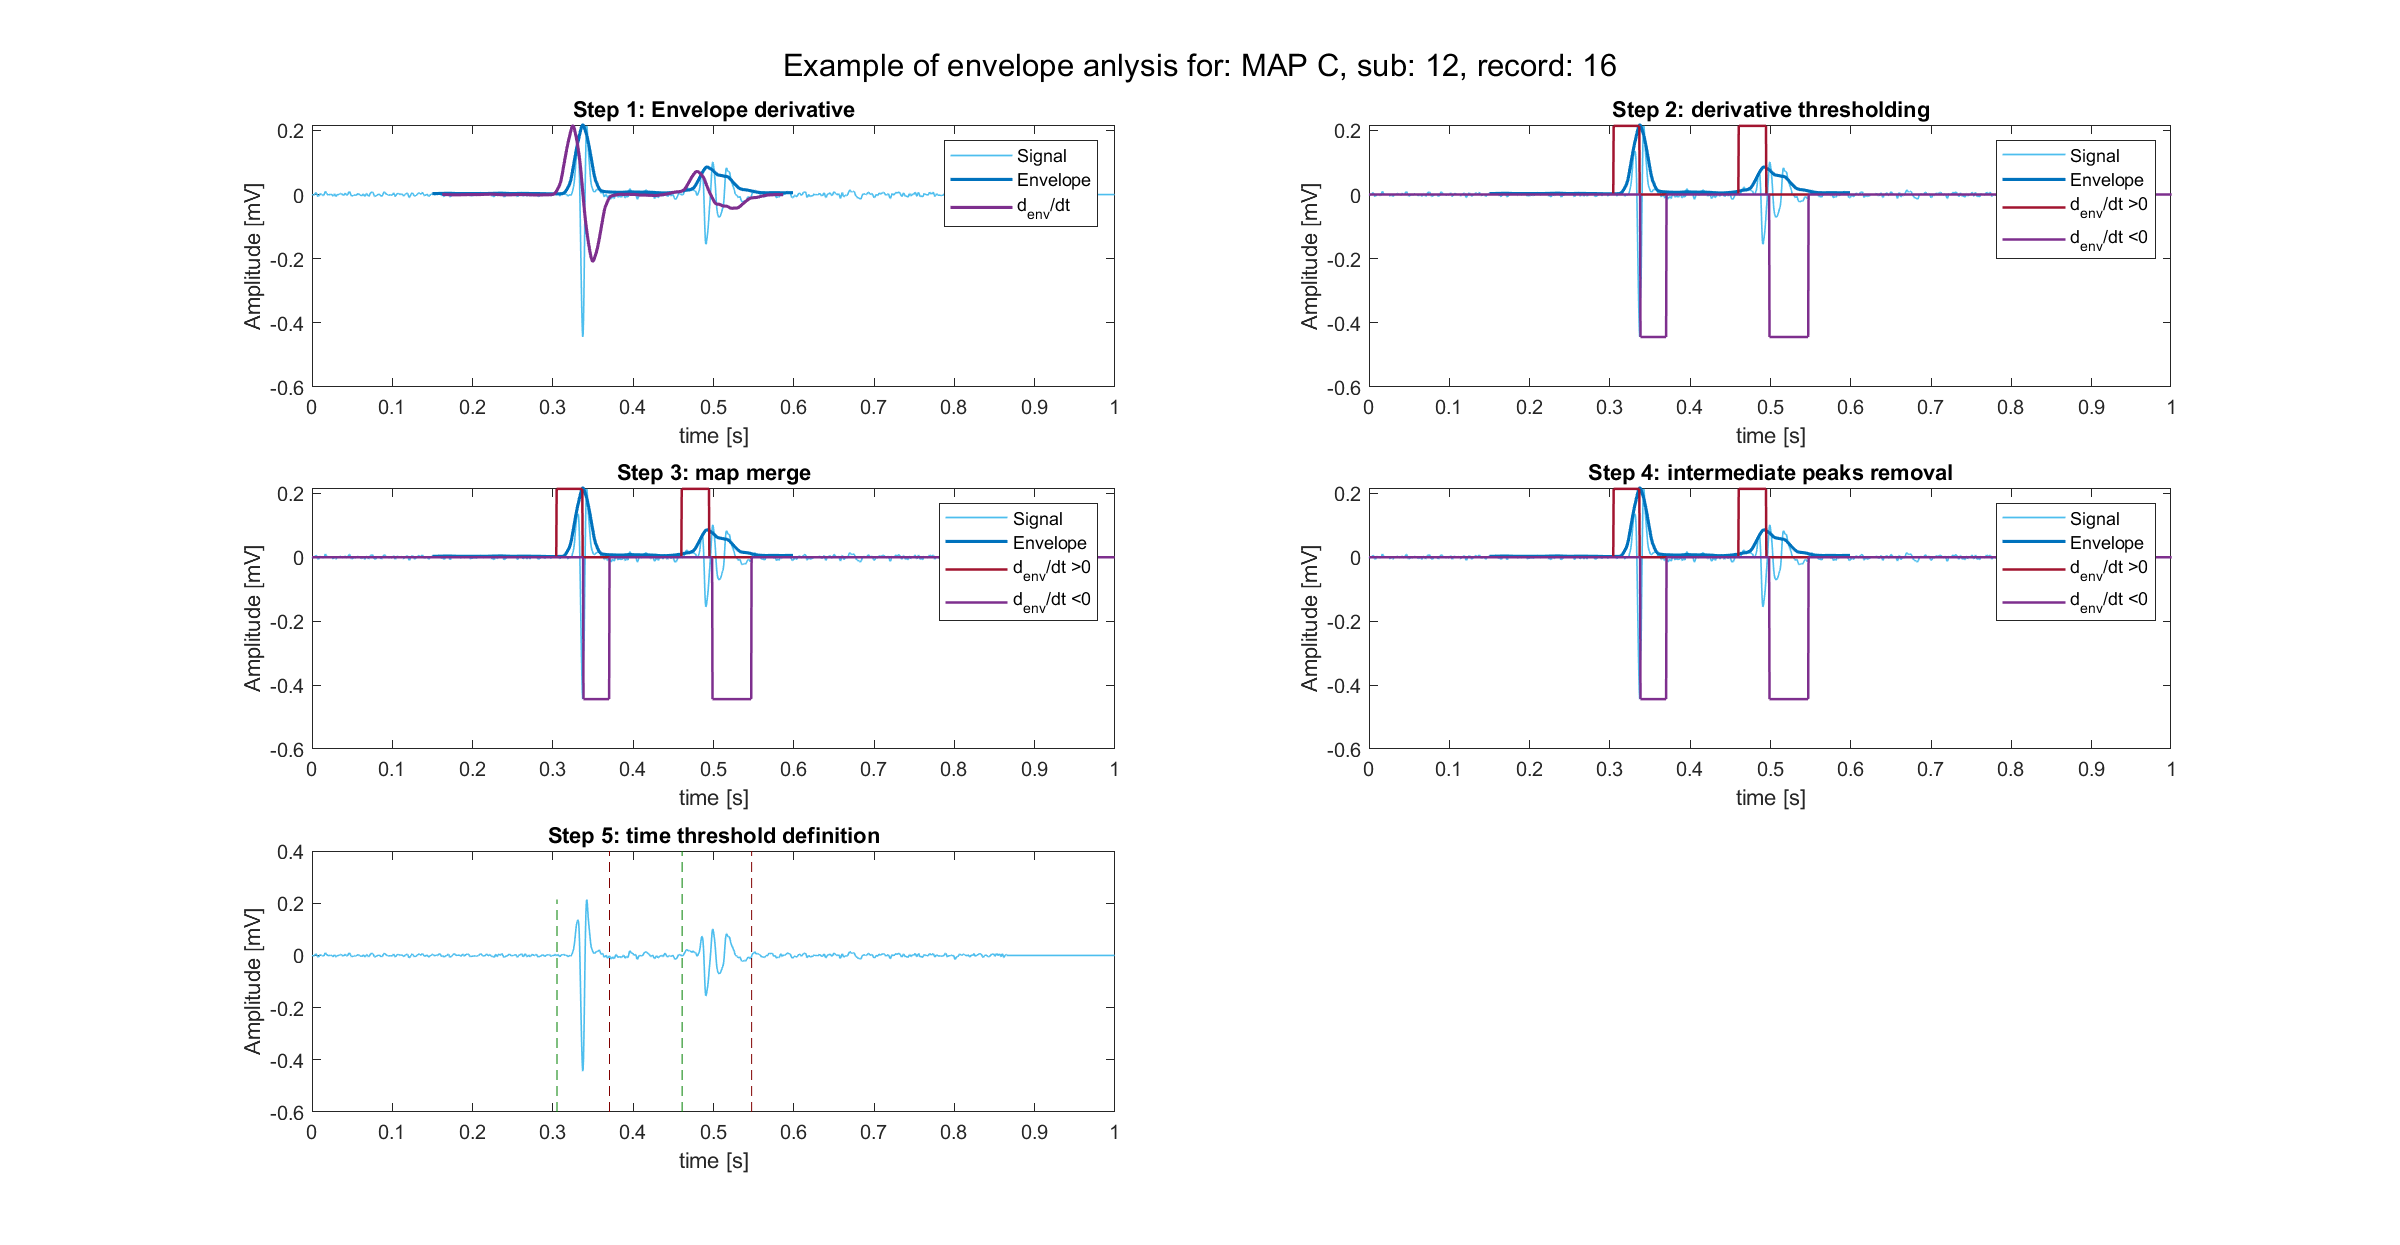 Example of envelope anlysis for: MAP C, sub: 12, record: 16
Step 1: Envelope derivative
0.2
0
-0.2
-0.4
-0.6
Amplitude [mV]
0 0.1 0.2 0.3 0.4 0.5 0.6 0.7 0.8 0.9 1
time [s]
Signal
Envelope
denv/dt
Step 2: derivative thresholding
0.2
0
-0.2
-0.4
-0.6
Amplitude [mV]
0 0.1 0.2 0.3 0.4 0.5 0.6 0.7 0.8 0.9 1
time [s]
Signal
Envelope
denv/dt >0
denv/dt <0
Step 3: map merge
0.2
0
-0.2
-0.4
-0.6
Amplitude [mV]
0 0.1 0.2 0.3 0.4 0.5 0.6 0.7 0.8 0.9 1
time [s]
Signal
Envelope
denv/dt >0
denv/dt <0
Step 4: intermediate peaks removal
0.2
0
-0.2
-0.4
-0.6
Amplitude [mV]
0 0.1 0.2 0.3 0.4 0.5 0.6 0.7 0.8 0.9 1
time [s]
Signal
Envelope
denv/dt >0
denv/dt <0
Step 5: time threshold definition
0.4
0.2
0
-0.2
-0.4
-0.6
Amplitude [mV]
0 0.1 0.2 0.3 0.4 0.5 0.6 0.7 0.8 0.9 1
time [s]